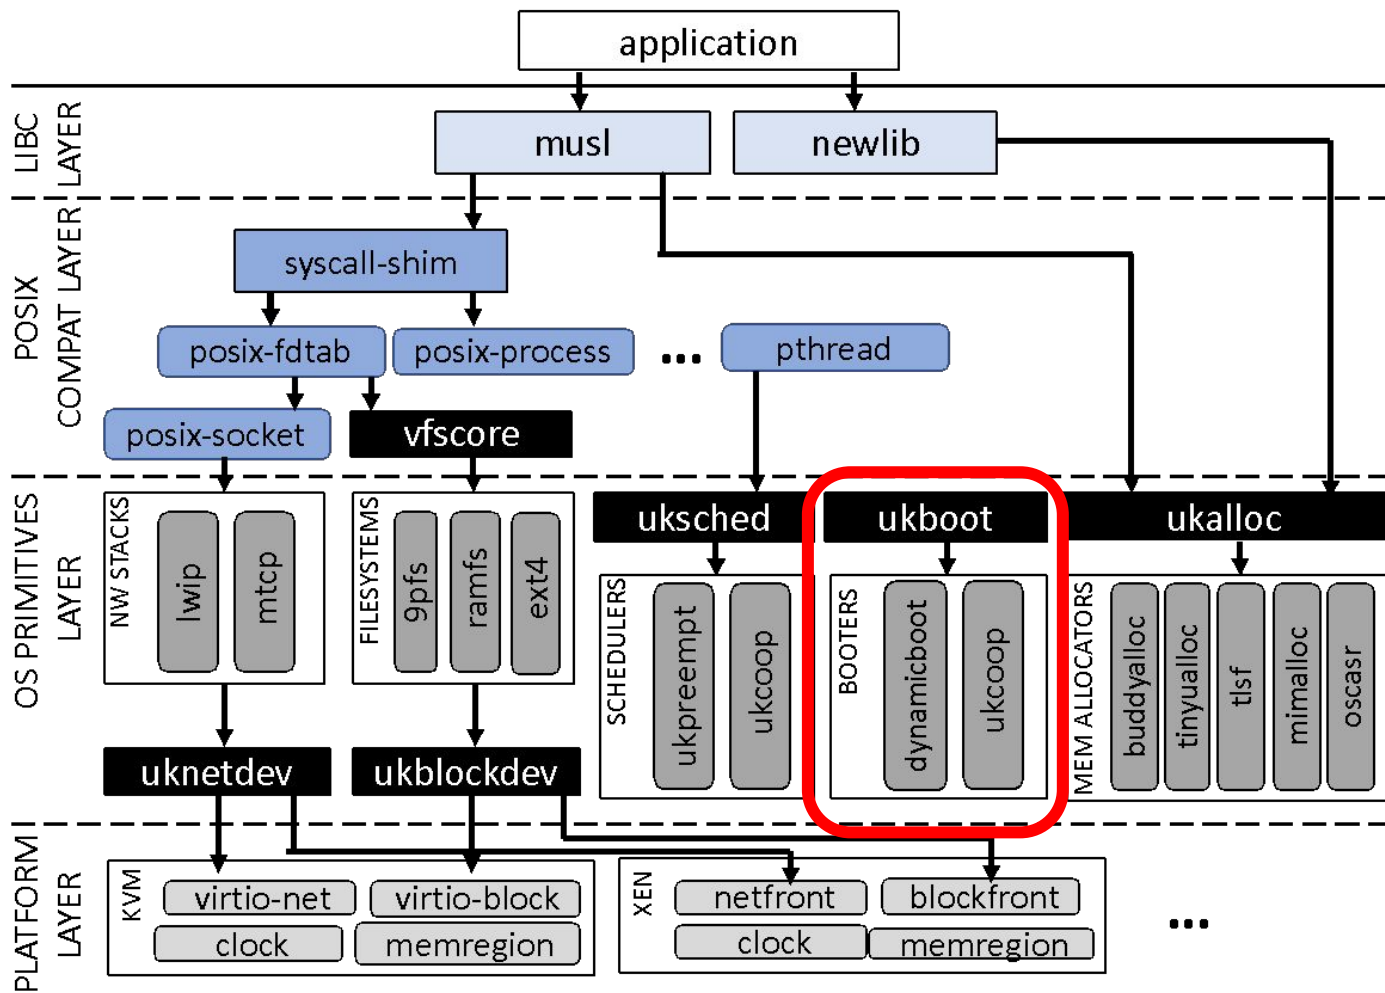 application
LIBC
LAYER
musl
newlib
POSIX
COMPAT LAYER
syscall-shim
posix-fdtab
posix-process
...
pthread
posix-socket
vfscore
OS PRIMITIVES
LAYER
NW STACKS
lwip
mtcp
FILESYSTEMS
9pfs
ramfs
ext4
uksched
SCHEDULERS
ukpreempt
ukcoop
ukboot
BOOTERS
dynamicboot
ukcoop
ukalloc
MEM ALLOCATORS
buddyalloc
tinyualloc
tlsf
mimalloc
oscasr
uknetdev
ukblockdev
PLATFORM
LAYER
KVM
virtio-net
virtio-block
clock
memregion
XEN
netfront
blockfront
clock
memregion
...